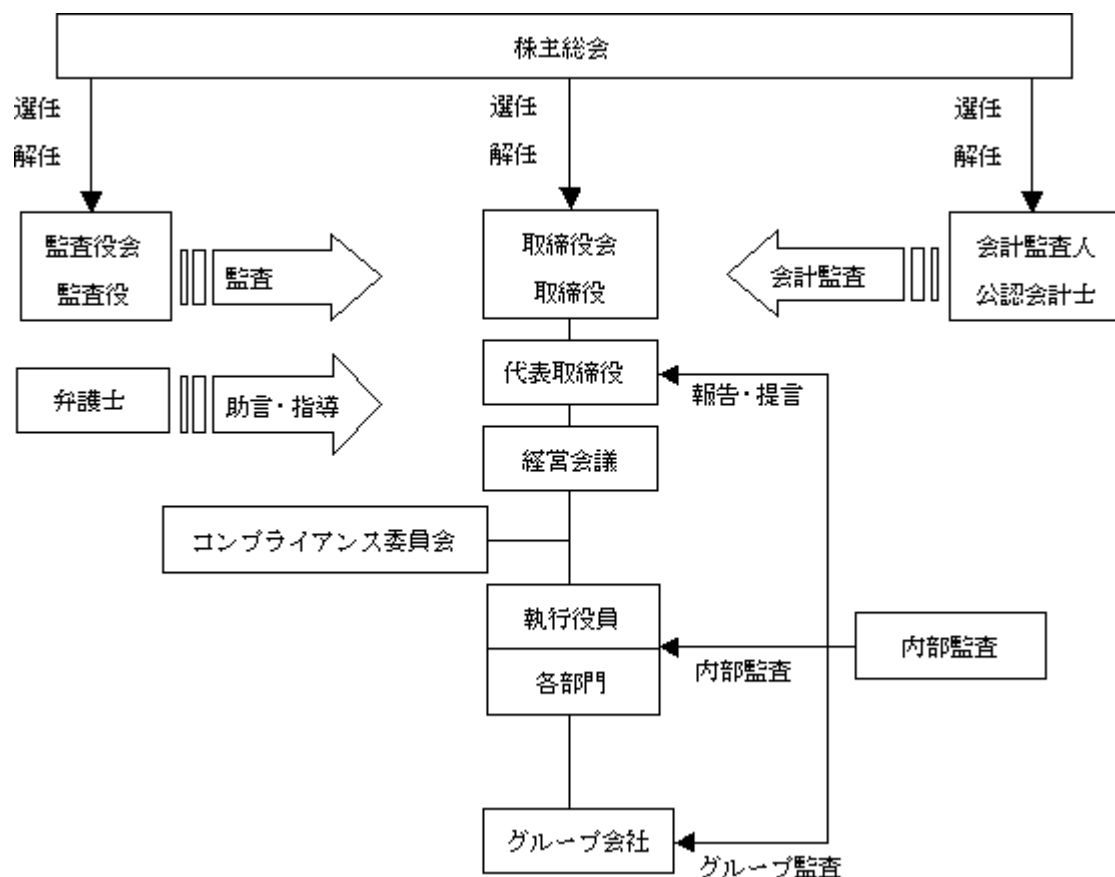 株主総会
選任
解任
選任
解任
選任
解任
監査役会
監査役
監査
取締役会
取締役
会計監査
会計監査人
公認会計士
弁護士
助言・指導
代表取締役
報告・提言
経営会議
コンプライアンス委員会
執行役員
各部門
内部監査
内部監査
グループ会社
グループ監査